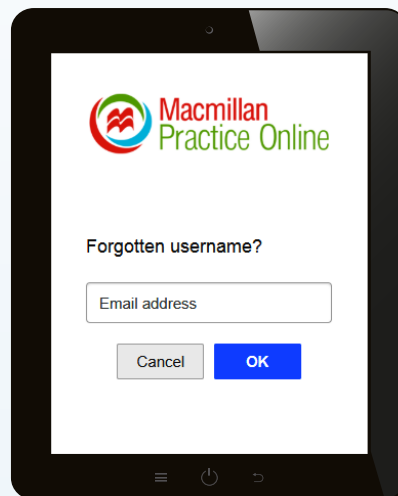 Macmillan
Practice Online
Forgotten username?
Email address
Cancel OK